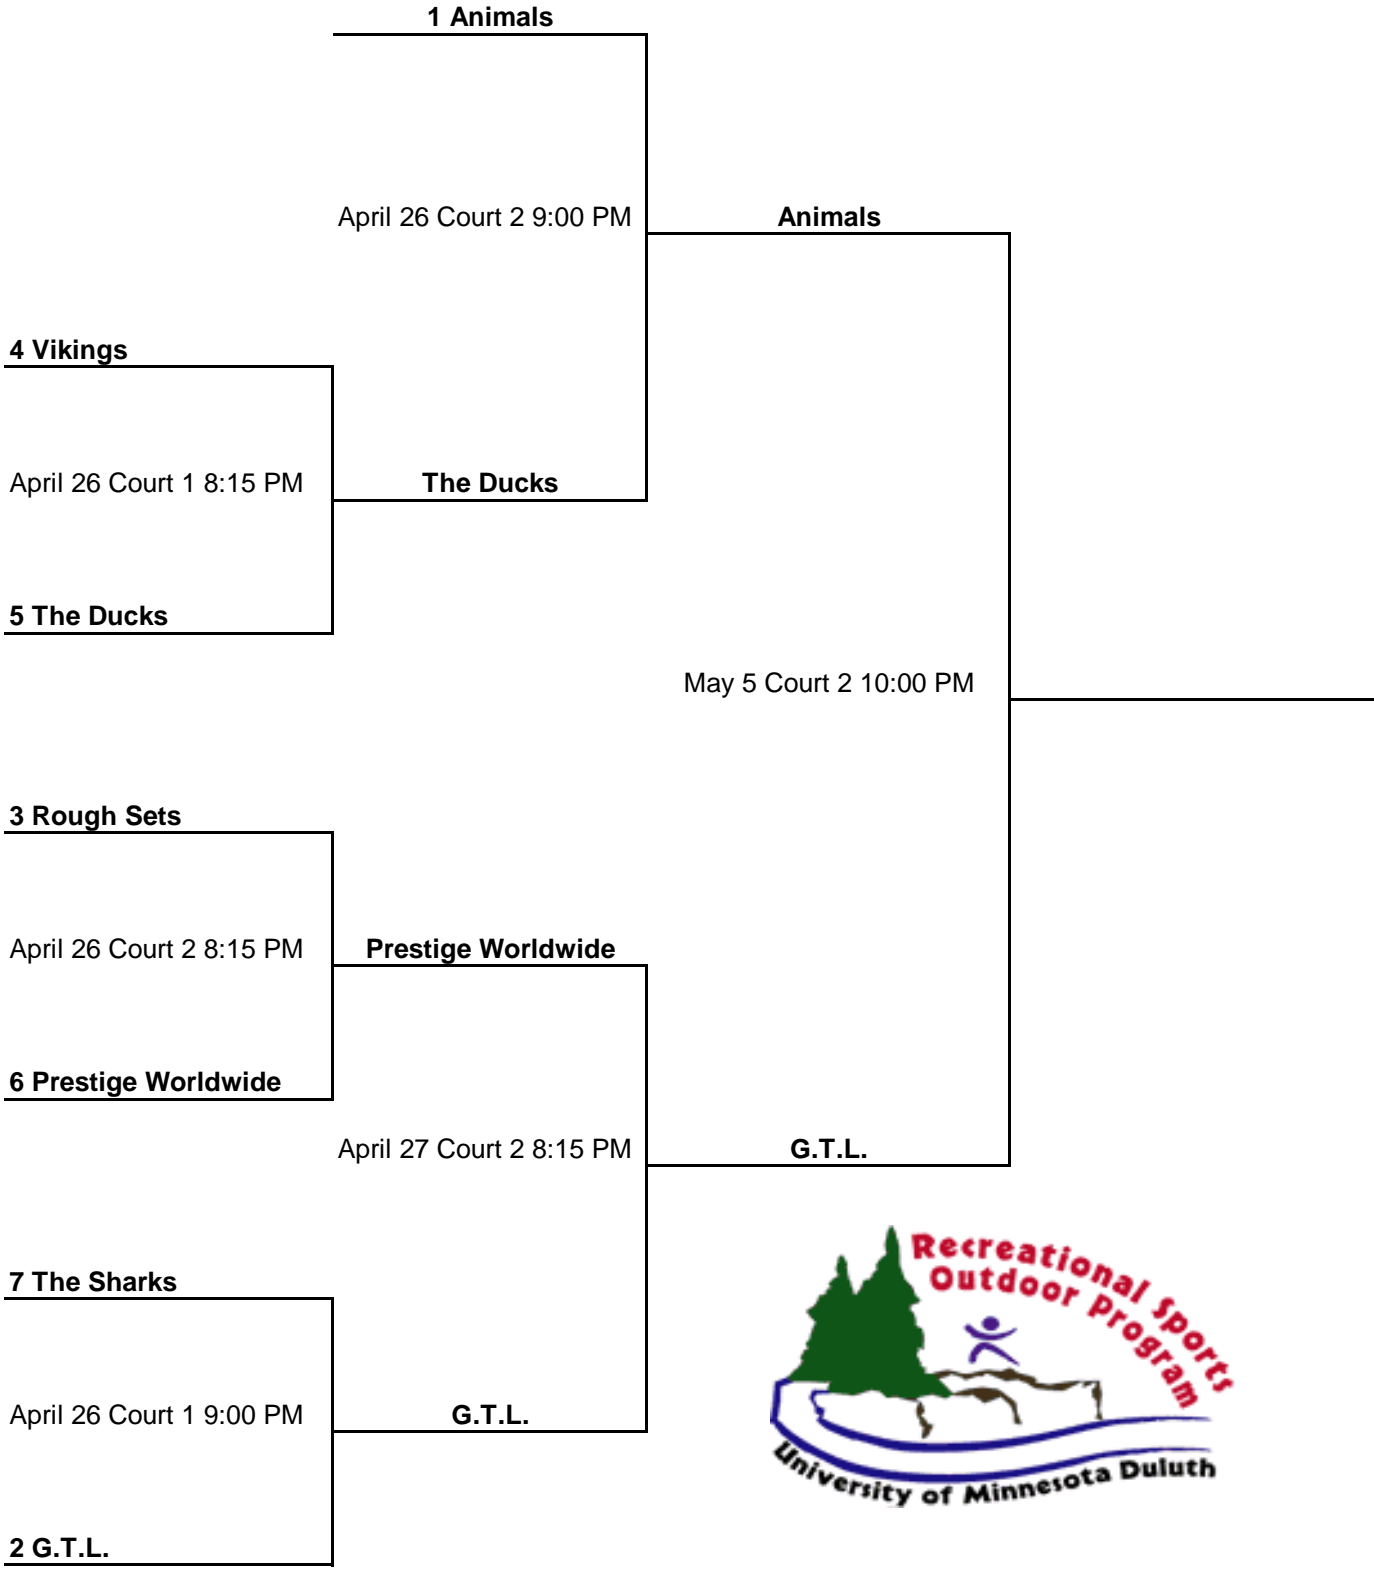 1 Animals
April 26 Court 2 9:00 PM
Animals
4 Vikings
April 26 Court 1 8:15 PM
The Ducks
5 The Ducks
May 5 Court 2 10:00 PM
3 Rough Sets
April 26 Court 2 8:15 PM
Prestige Worldwide
6 Prestige Worldwide
April 27 Court 2 8:15 PM
G.T.L.
7 The Sharks
April 26 Court 1 9:00 PM
G.T.L.
2 G.T.L.
Recreational Sports
Outdoor Program
University of Minnesota Duluth